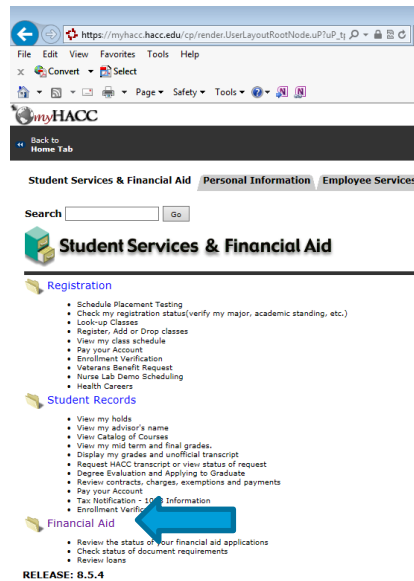 https://myhacc.hacc.edu/cp/render.UserLayoutRootNode.uP?uP_t
File Edit View Favorites Tools Help
x Convert Select
Page Safety Tools
myHACC
Back to
Home Tab
Student Services & Financial Aid Personal Information Employee Services
Search Go
Student Services & Financial Aid
Registration
Schedule Placement Testing
Check my registration status(verify my major, academic standing, etc.)
Look-up Classes
Register, Add or Drop classes
View my class schedule
Pay your Account
Enrollment Verification
Veterans Benefit Request
Nurse Lab Demo Scheduling
Health Careers
Student Records
View my holds
View my advisor's name
View Catalog of Courses
View my mid term and final grades.
Display my grades and unofficial transcript
Request HACC transcript or view status of request
Degree Evaluation and Applying to Graduate
Review contracts, charges, exemptions and payments
Pay your Account
Tax Notification - Information
Enrollment
Financial Aid
Review the status of your financial aid applications
Check status of document requirements
Review loans
RELEASE: 8.5.4